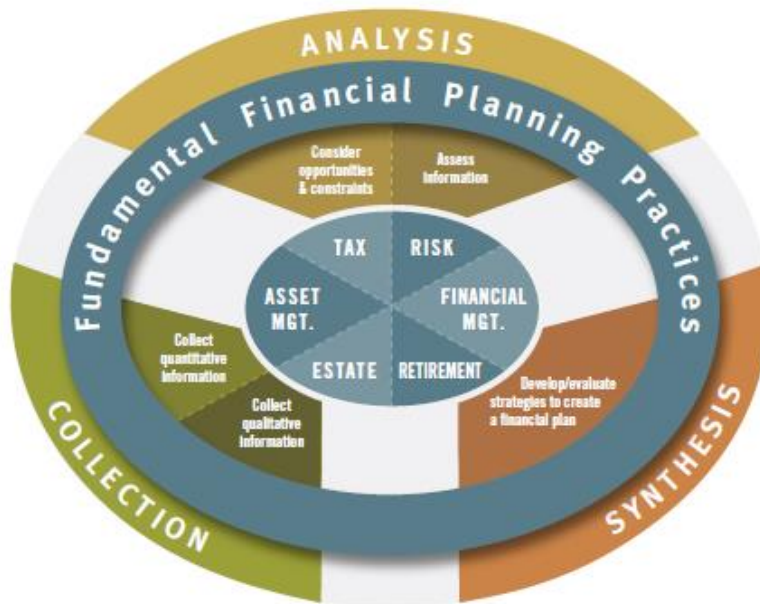 ANALYSIS
Fundamental Financial Planning Practices
Consider
opportunities
& constraints
Assess
information
TAX
RISK
ASSET
MGT.
FINANCIAL
MGT.
ESTATE
RETIREMENT
Collect
quantitative
information
Collect
qualitative
information
Develop/evaluate
strategies to create
a financial plan
COLLECTION
SYNTHESIS